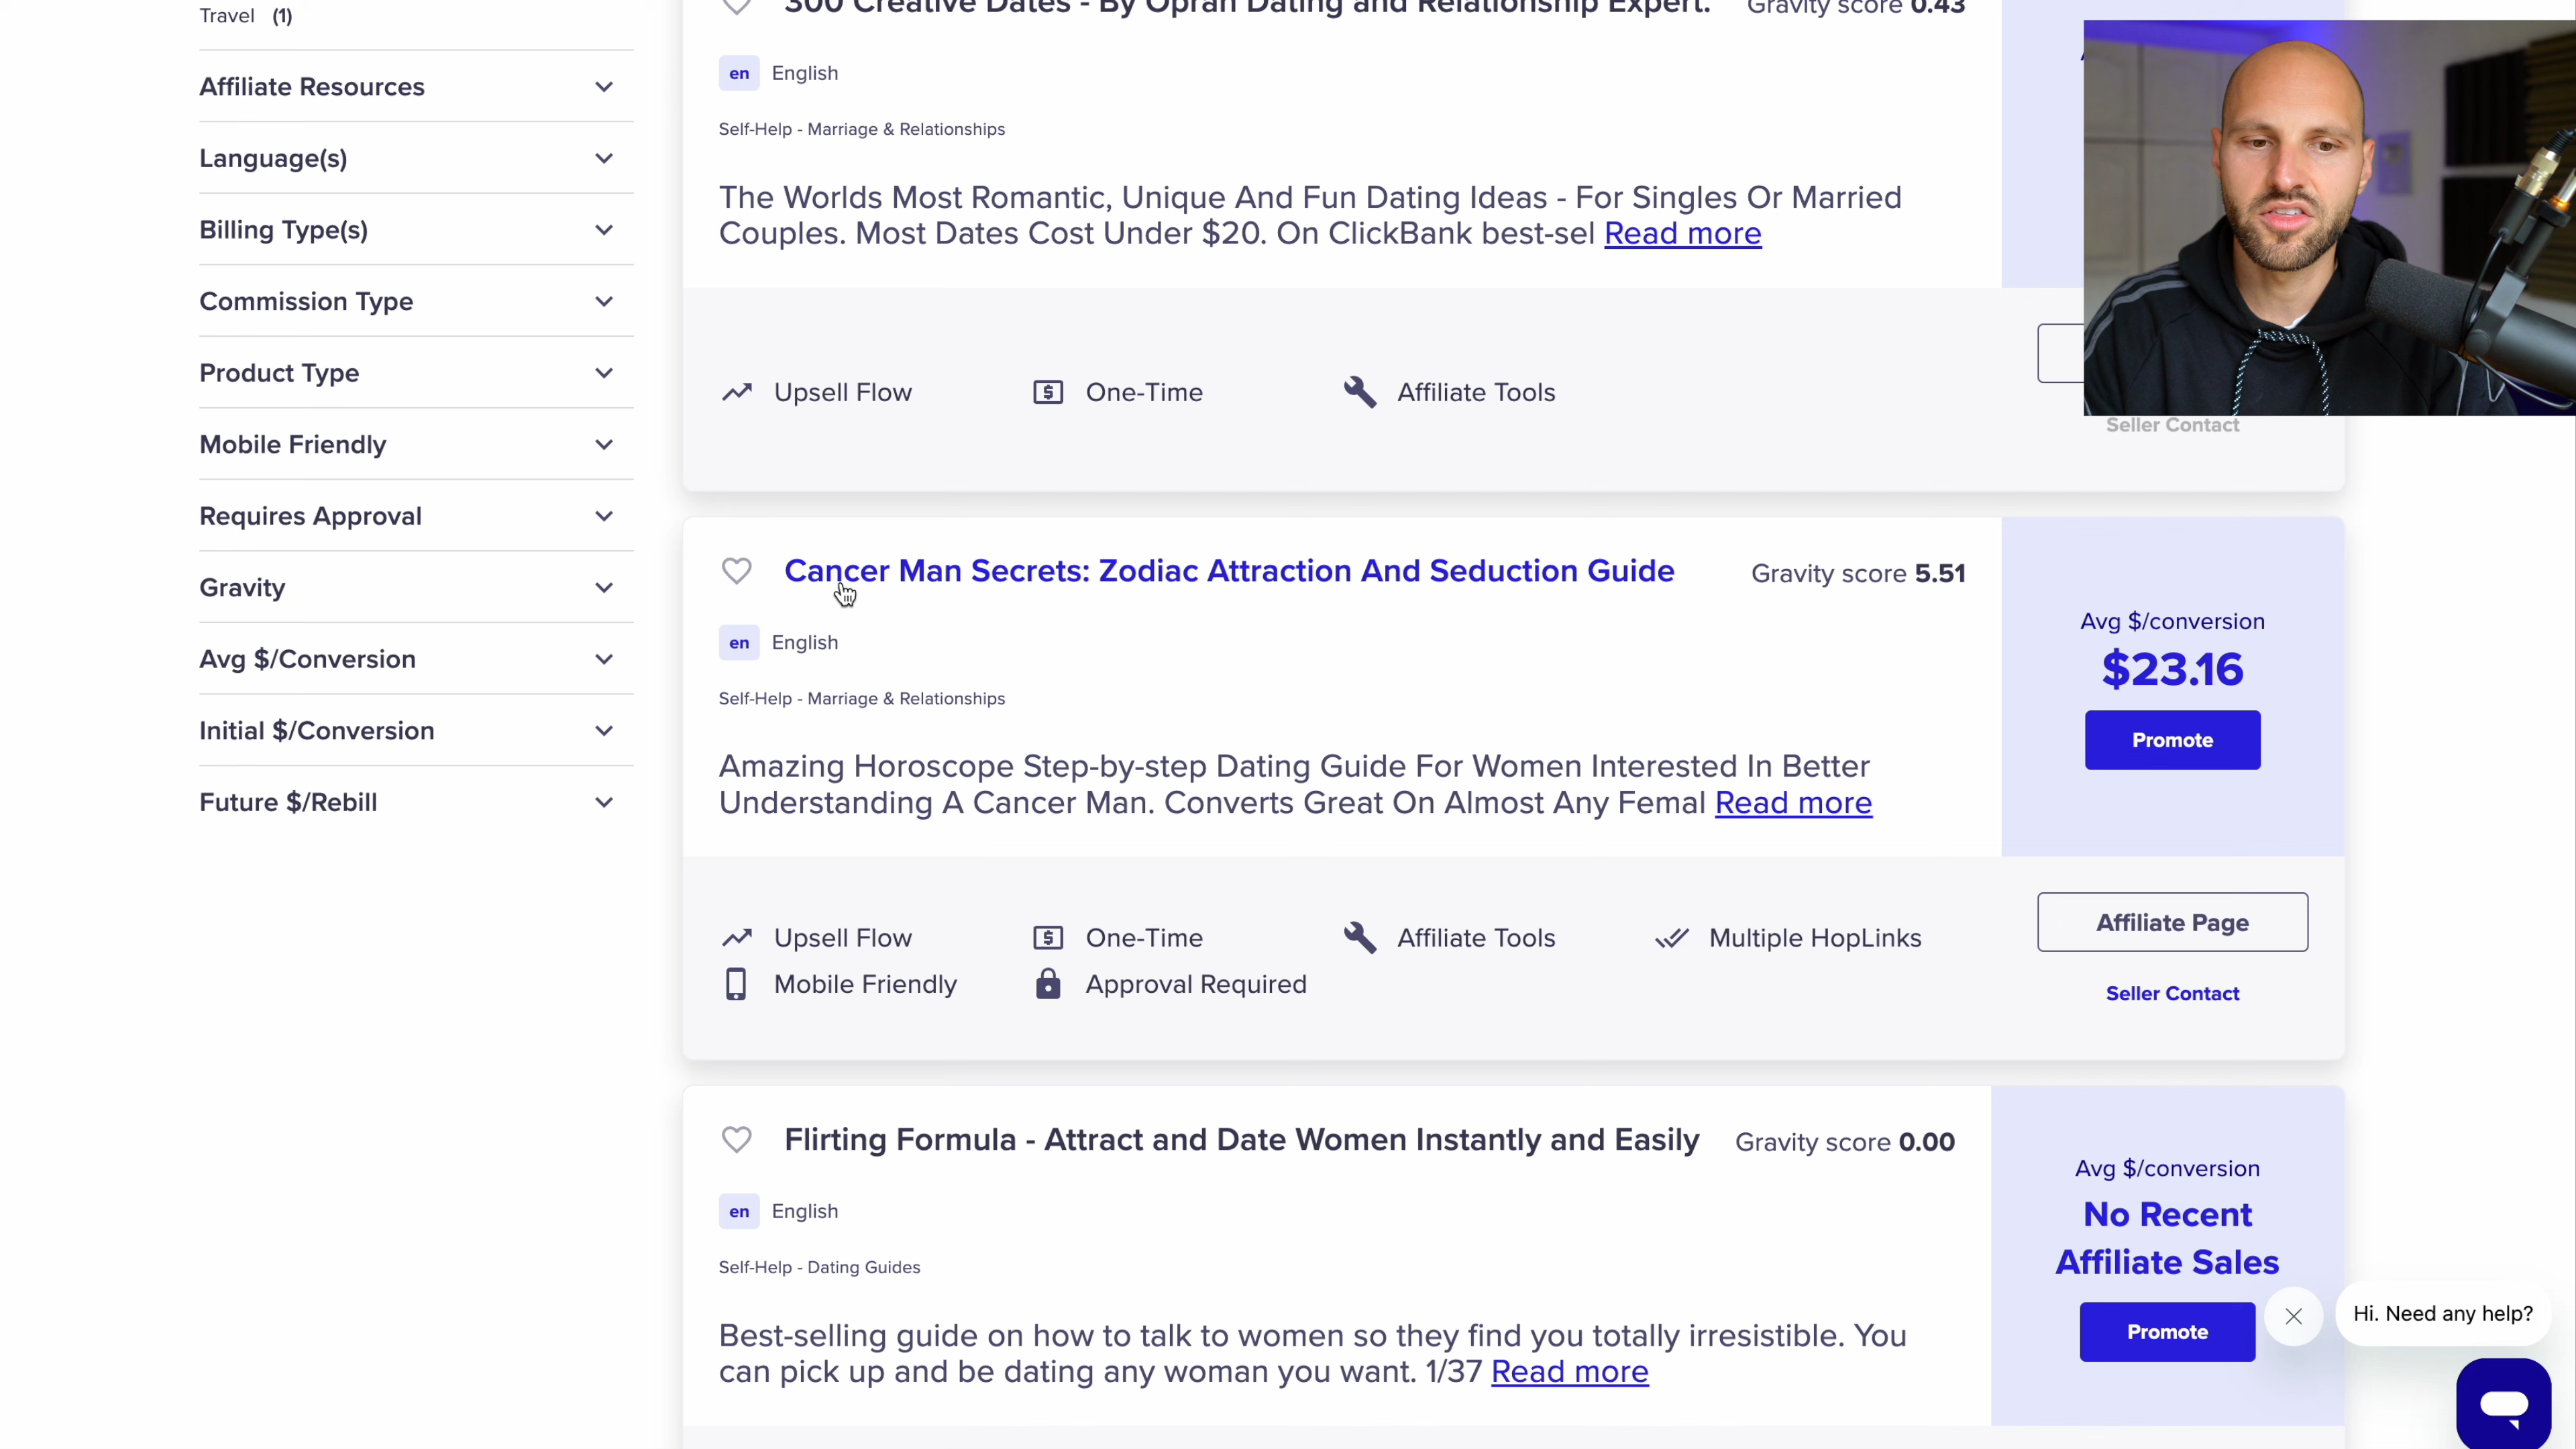 Travel (1)
Affiliate Resources
Language(s)
Billing Type(s)
Commission Type
Product Type
Mobile Friendly
Requires Approval
Gravity
Avg $/Conversion
Initial $/Conversion
Future $/Rebill
300 Creative Dates - By Oprah Dating and Relationship Expert.
Gravity score 0.43
en English
Self-Help - Marriage & Relationships
The Worlds Most Romantic, Unique And Fun Dating Ideas - For Singles Or Married
Couples. Most Dates Cost Under $20. On ClickBank best-sel Read more
Upsell Flow
One-Time
Affiliate Tools
Seller Contact
Cancer Man Secrets: Zodiac Attraction And Seduction Guide
Gravity score 5.51
en English
Self-Help - Marriage & Relationships
Amazing Horoscope Step-by-step Dating Guide For Women Interested In Better
Understanding A Cancer Man. Converts Great On Almost Any Femal Read more
Avg $/conversion
$23.16
Promote
Upsell Flow
One-Time
Affiliate Tools
Multiple HopLinks
Mobile Friendly
Approval Required
Affiliate Page
Seller Contact
Flirting Formula - Attract and Date Women Instantly and Easily
Gravity score 0.00
en English
Self-Help - Dating Guides
Best-selling guide on how to talk to women so they find you totally irresistible. You
can pick up and be dating any woman you want. 1/37 Read more
Avg $/conversion
No Recent
Affiliate Sales
Promote
Hi. Need any help?